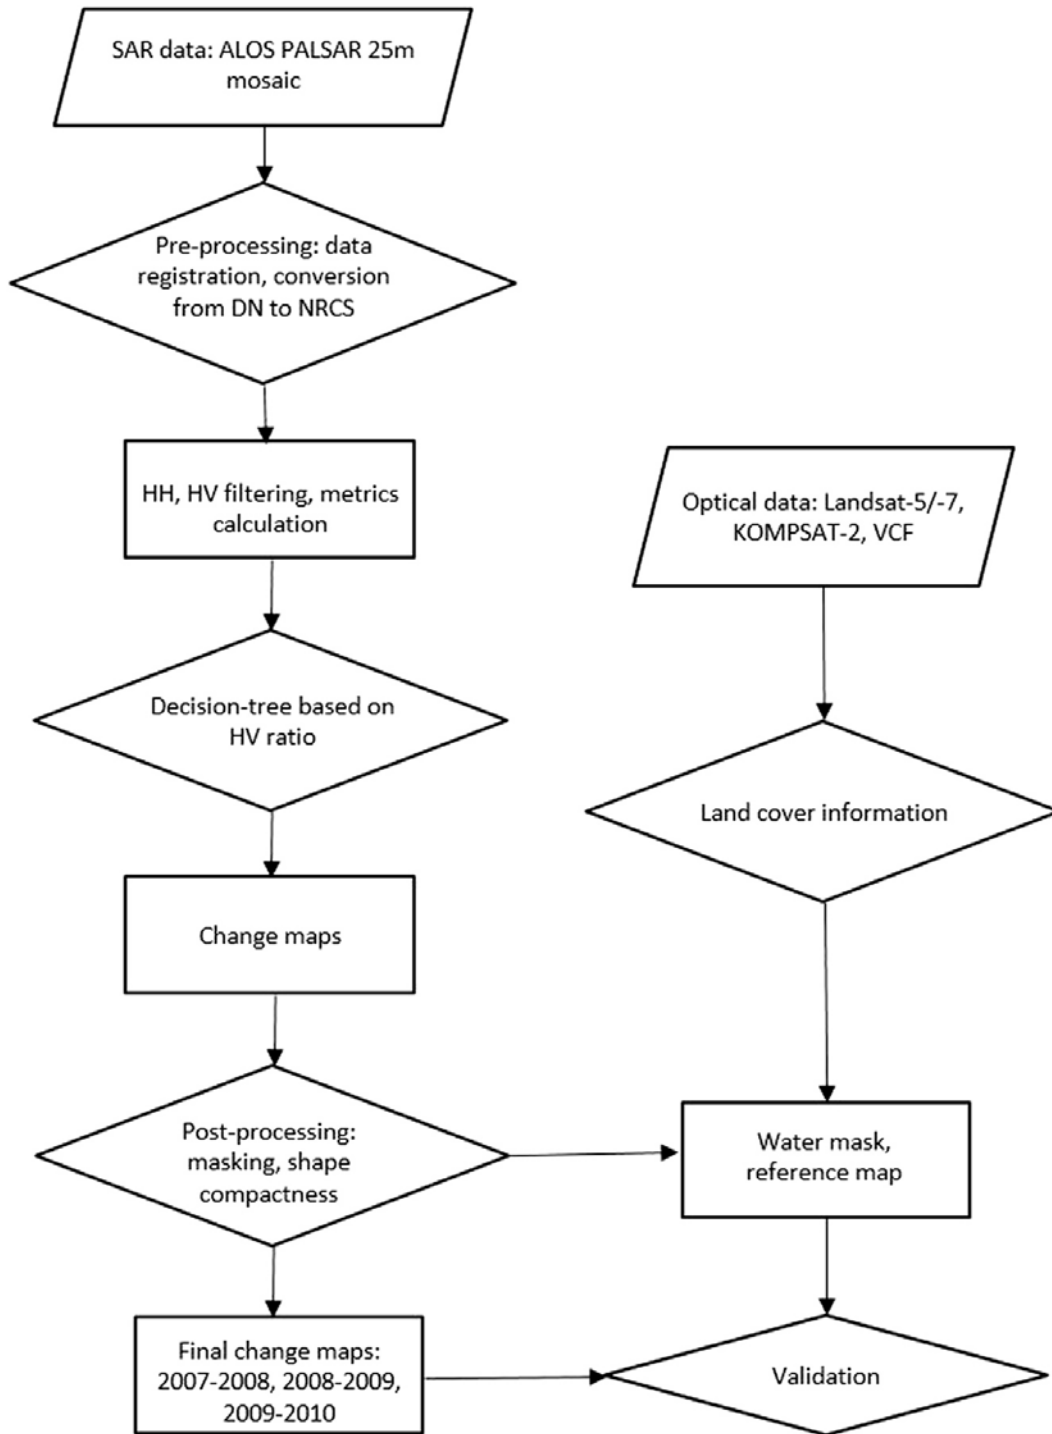 SAR data: ALOS PALSAR 25m
mosaic
Pre-processing: data
registration, conversion
from DN to NRCS
HH, HV filtering, metrics
calculation
Decision-tree based on
HV ratio
Change maps
Post-processing:
masking, shape
compactness
Final change maps:
2007-2008, 2008-2009,
2009-2010
Optical data: Landsat-5/-7,
KOMPSAT-2, VCF
Land cover information
Water mask,
reference map
Validation